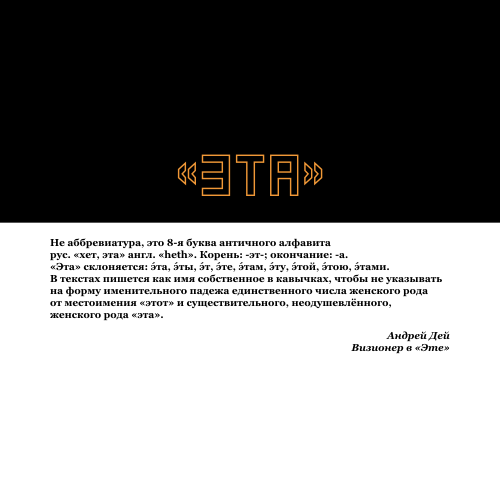 «ЭТА»
Не аббревиатура, это 8-я буква античного алфавита
рус. «хет, эта» англ. «heth». Корень: -эт-; окончание: -а.
«Эта» склоняется: э́та, э́ты, э́т, э́те, э́там, э́ту, э́той, э́тою, э́тами.
В текстах пишется как имя собственное в кавычках, чтобы не указывать
на форму именительного падежа единственного числа женского рода
от местоимения «этот» и существительного, неодушевлённого,
женского рода «эта».
Андрей Дей
Визионер в «Эте»